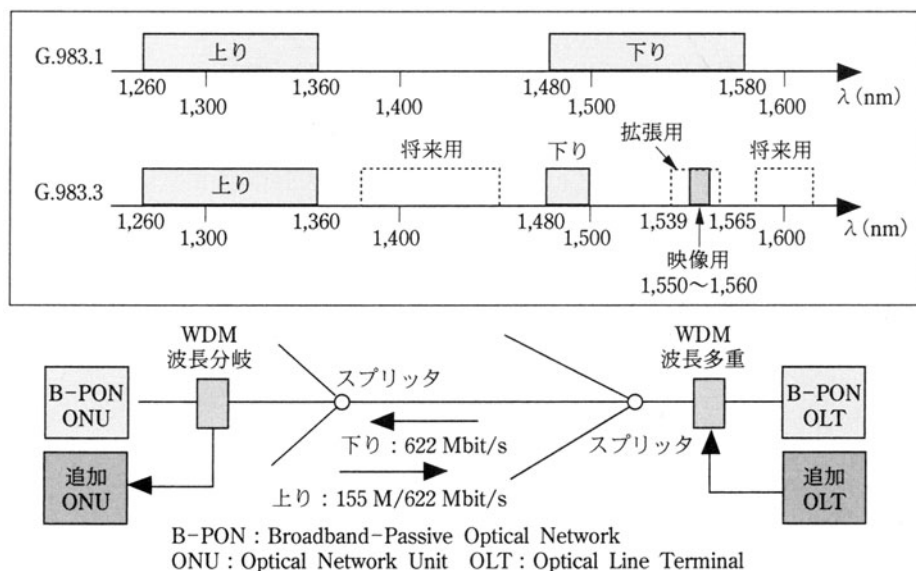 G.983.1
上り
下り
1,260
1,300
1,360
1,400
1,480
1,500
1,580
1,600
λ(nm)
G.983.3
上り
将来用
下り
拡張用
将来用
1,260
1,300
1,360
1,400
1,480
1,500
1,539
1,565
1,600
λ(nm)
映像用
1,550～1,560
WDM
波長分岐
WDM
波長多重
B-PON
ONU
スプリッタ
スプリッタ
B-PON
OLT
下り：622 Mbit/s
上り：155 M/622 Mbit/s
追加
ONU
追加
OLT
B-PON：Broadband-Passive Optical Network
ONU：Optical Network Unit OLT：Optical Line Terminal